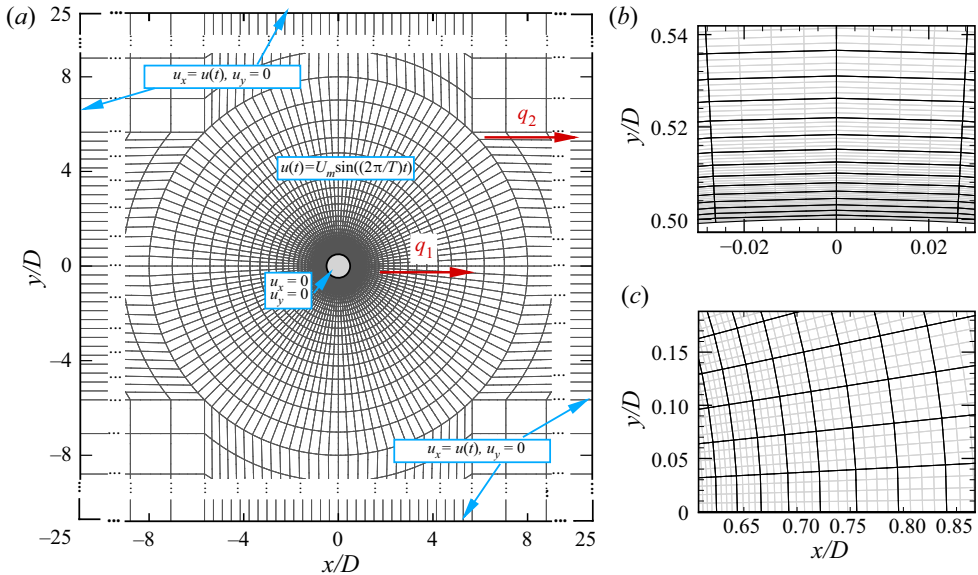 (a)
25
8
4
0
−4
−8
−25
y/D
−25
−8
−4
0
4
8
25
x/D
u_x = u(t), u_y = 0
q_2
u(t)=U_m sin((2π/T)t)
q_1
u_x = 0
u_y = 0
u_x = u(t), u_y = 0
(b)
0.54
0.52
0.50
y/D
−0.02
0
0.02
(c)
0.15
0.10
0.05
0
y/D
0.65
0.70
0.75
0.80
0.85
x/D